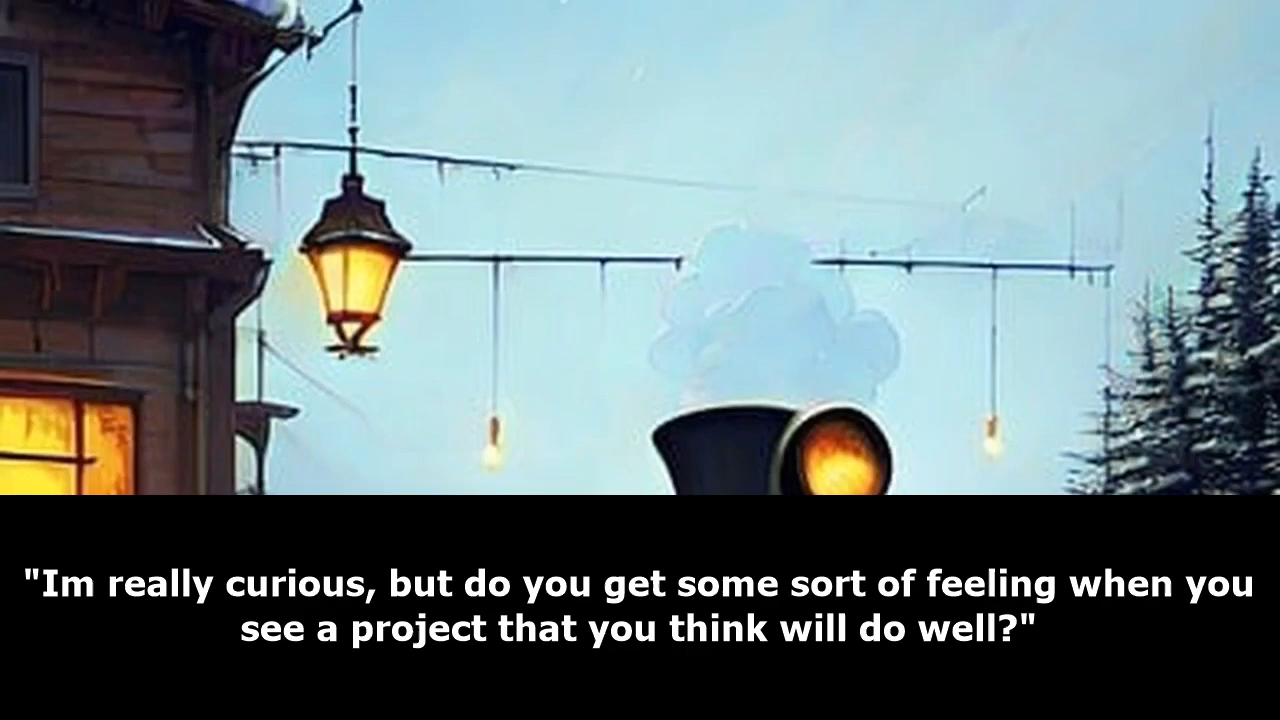 "Im really curious, but do you get some sort of feeling when you
see a project that you think will do well?"